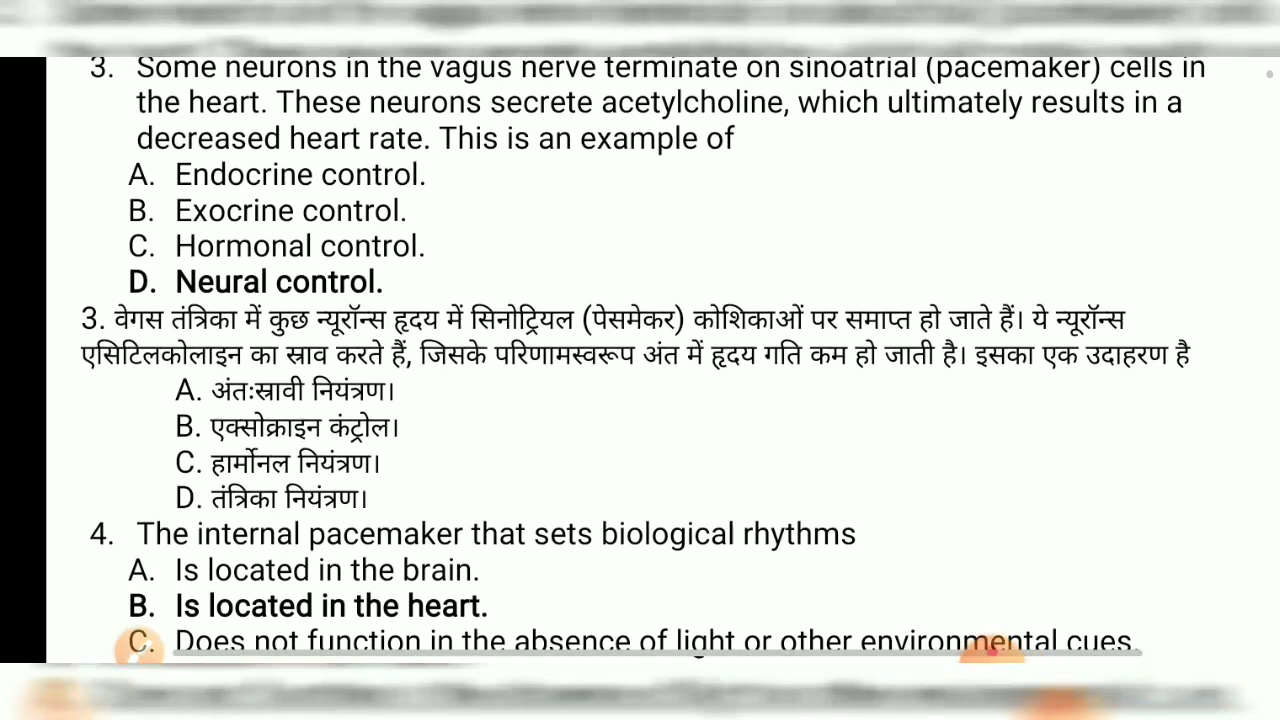 3. Some neurons in the vagus nerve terminate on sinoatrial (pacemaker) cells in
the heart. These neurons secrete acetylcholine, which ultimately results in a
decreased heart rate. This is an example of
A. Endocrine control.
B. Exocrine control.
C. Hormonal control.
D. Neural control.
3. वेगस तंत्रिका में कुछ न्यूरॉन्स हृदय में सिनोट्रियल (पेसमेकर) कोशिकाओं पर समाप्त हो जाते हैं। ये न्यूरॉन्स
एसिटिलकोलाइन का स्राव करते हैं, जिसके परिणामस्वरूप अंत में हृदय गति कम हो जाती है। इसका एक उदाहरण है
A. अंतःस्रावी नियंत्रण।
B. एक्सोक्राइन कंट्रोल।
C. हार्मोनल नियंत्रण।
D. तंत्रिका नियंत्रण।
4. The internal pacemaker that sets biological rhythms
A. Is located in the brain.
B. Is located in the heart.
C. Does not function in the absence of light or other environmental cues.